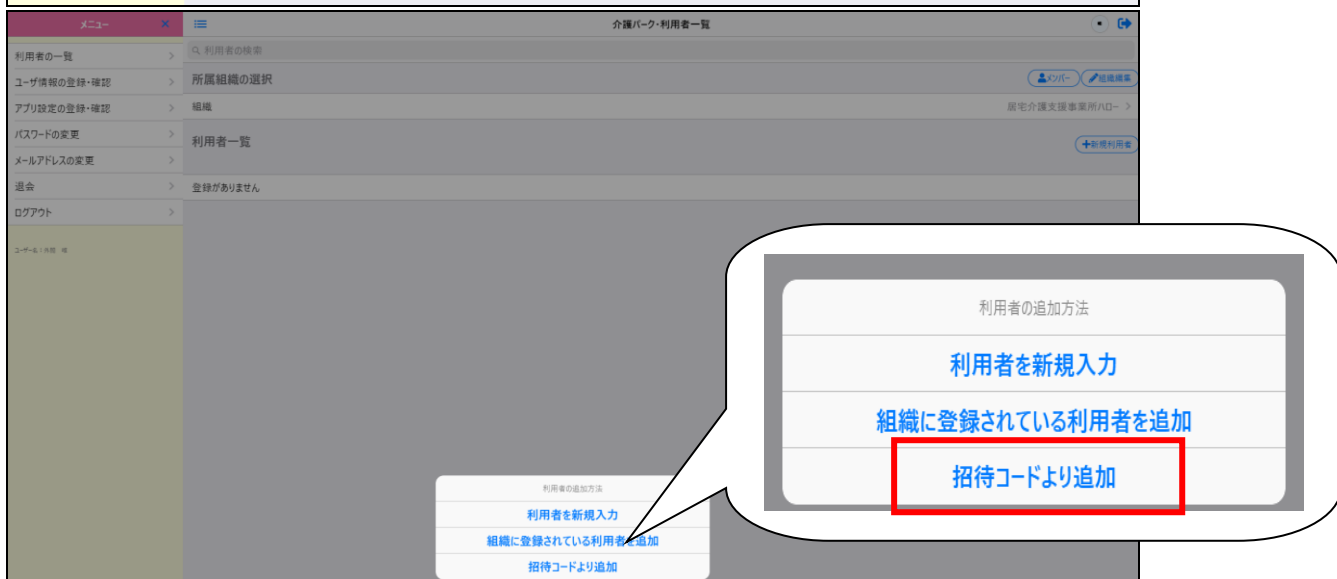 メニュー ×
介護パーク・利用者一覧
利用者の一覧
利用者の検索
ユーザ情報の登録・確認
所属組織の選択
メンバー
組織編集
アプリ設定の登録・確認
組織
居宅介護支援事業所ハロー
パスワードの変更
利用者一覧
+新規利用者
メールアドレスの変更
退会
登録がありません
ログアウト
利用者の追加方法
利用者を新規入力
組織に登録されている利用者を追加
招待コードより追加
利用者の追加方法
利用者を新規入力
組織に登録されている利用者を追加
招待コードより追加